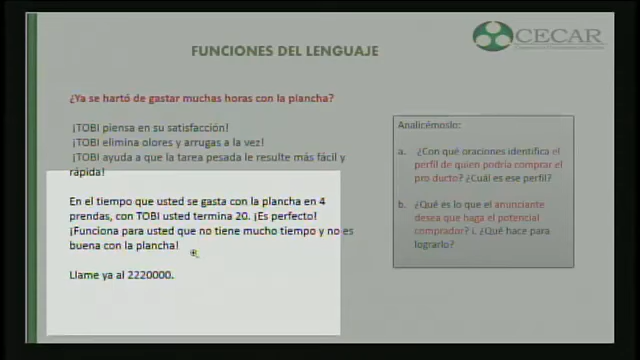 FUNCIONES DEL LENGUAJE
CECAR
¿Ya se hartó de gastar muchas horas con la plancha?
¡TOBI piensa en su satisfacción!
¡TOBI elimina olores y arrugas a la vez!
¡TOBI ayuda a que la tarea pesada le resulte más fácil y
rápida!
En el tiempo que usted se gasta con la plancha en 4
prendas, con TOBI usted termina 20. ¡Es perfecto!
¡Funciona para usted que no tiene mucho tiempo y no es
buena con la plancha!
Llame ya al 2220000.
Analicémoslo:
a. ¿Con qué oraciones identifica el
perfil de quien podría comprar el
pro ducto? ¿Cuál es ese perfil?
b. ¿Qué es lo que el anunciante
desea que haga el potencial
comprador? i. ¿Qué hace para
lograrlo?